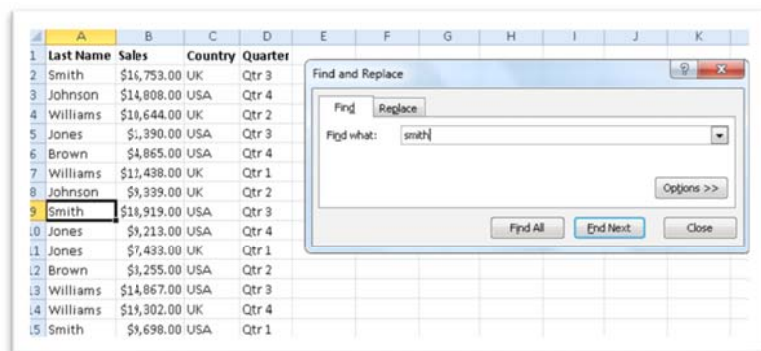 A B C D E F G H I J K
1 Last Name Sales Country Quarter
2 Smith $16,753.00 UK Qtr 3
3 Johnson $14,808.00 USA Qtr 4
4 Williams $10,644.00 UK Qtr 2
5 Jones $1,390.00 USA Qtr 3
6 Brown $4,865.00 USA Qtr 4
7 Williams $12,438.00 UK Qtr 1
8 Johnson $9,339.00 UK Qtr 2
9 Smith $18,919.00 USA Qtr 3
10 Jones $9,213.00 USA Qtr 4
11 Jones $7,433.00 UK Qtr 1
12 Brown $3,255.00 USA Qtr 2
13 Williams $14,867.00 USA Qtr 3
14 Williams $19,302.00 UK Qtr 4
15 Smith $9,698.00 USA Qtr 1
Find and Replace
Find Replace
Find what: smith
Options >>
Find All Find Next Close